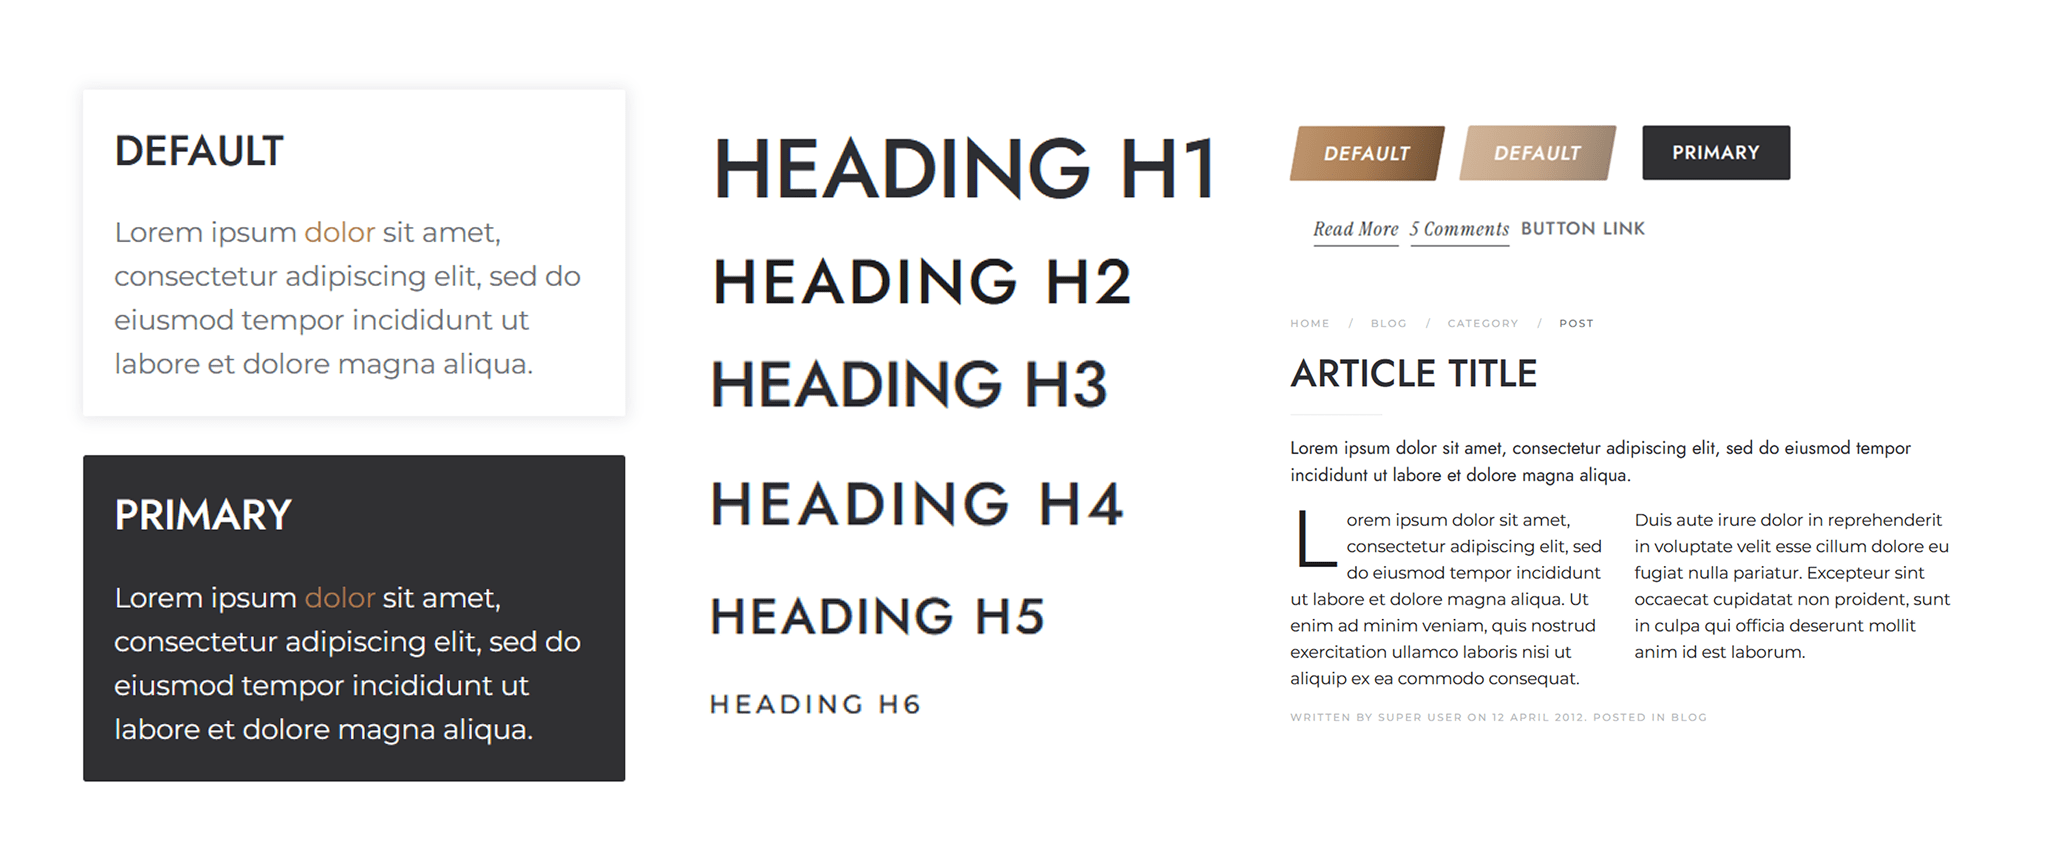 DEFAULT
Lorem ipsum dolor sit amet,
consectetur adipiscing elit, sed do
eiusmod tempor incididunt ut
labore et dolore magna aliqua.
PRIMARY
Lorem ipsum dolor sit amet,
consectetur adipiscing elit, sed do
eiusmod tempor incididunt ut
labore et dolore magna aliqua.
HEADING H1
HEADING H2
HEADING H3
HEADING H4
HEADING H5
HEADING H6
DEFAULT DEFAULT PRIMARY
Read More 5 Comments BUTTON LINK
HOME / BLOG / CATEGORY / POST
ARTICLE TITLE
Lorem ipsum dolor sit amet, consectetur adipiscing elit, sed do eiusmod tempor
incididunt ut labore et dolore magna aliqua.
Lorem ipsum dolor sit amet,
consectetur adipiscing elit, sed
do eiusmod tempor incididunt
ut labore et dolore magna aliqua. Ut
enim ad minim veniam, quis nostrud
exercitation ullamco laboris nisi ut
aliquip ex ea commodo consequat.
Duis aute irure dolor in reprehenderit
in voluptate velit esse cillum dolore eu
fugiat nulla pariatur. Excepteur sint
occaecat cupidatat non proident, sunt
in culpa qui officia deserunt mollit
anim id est laborum.
WRITTEN BY SUPER USER ON 12 APRIL 2012. POSTED IN BLOG